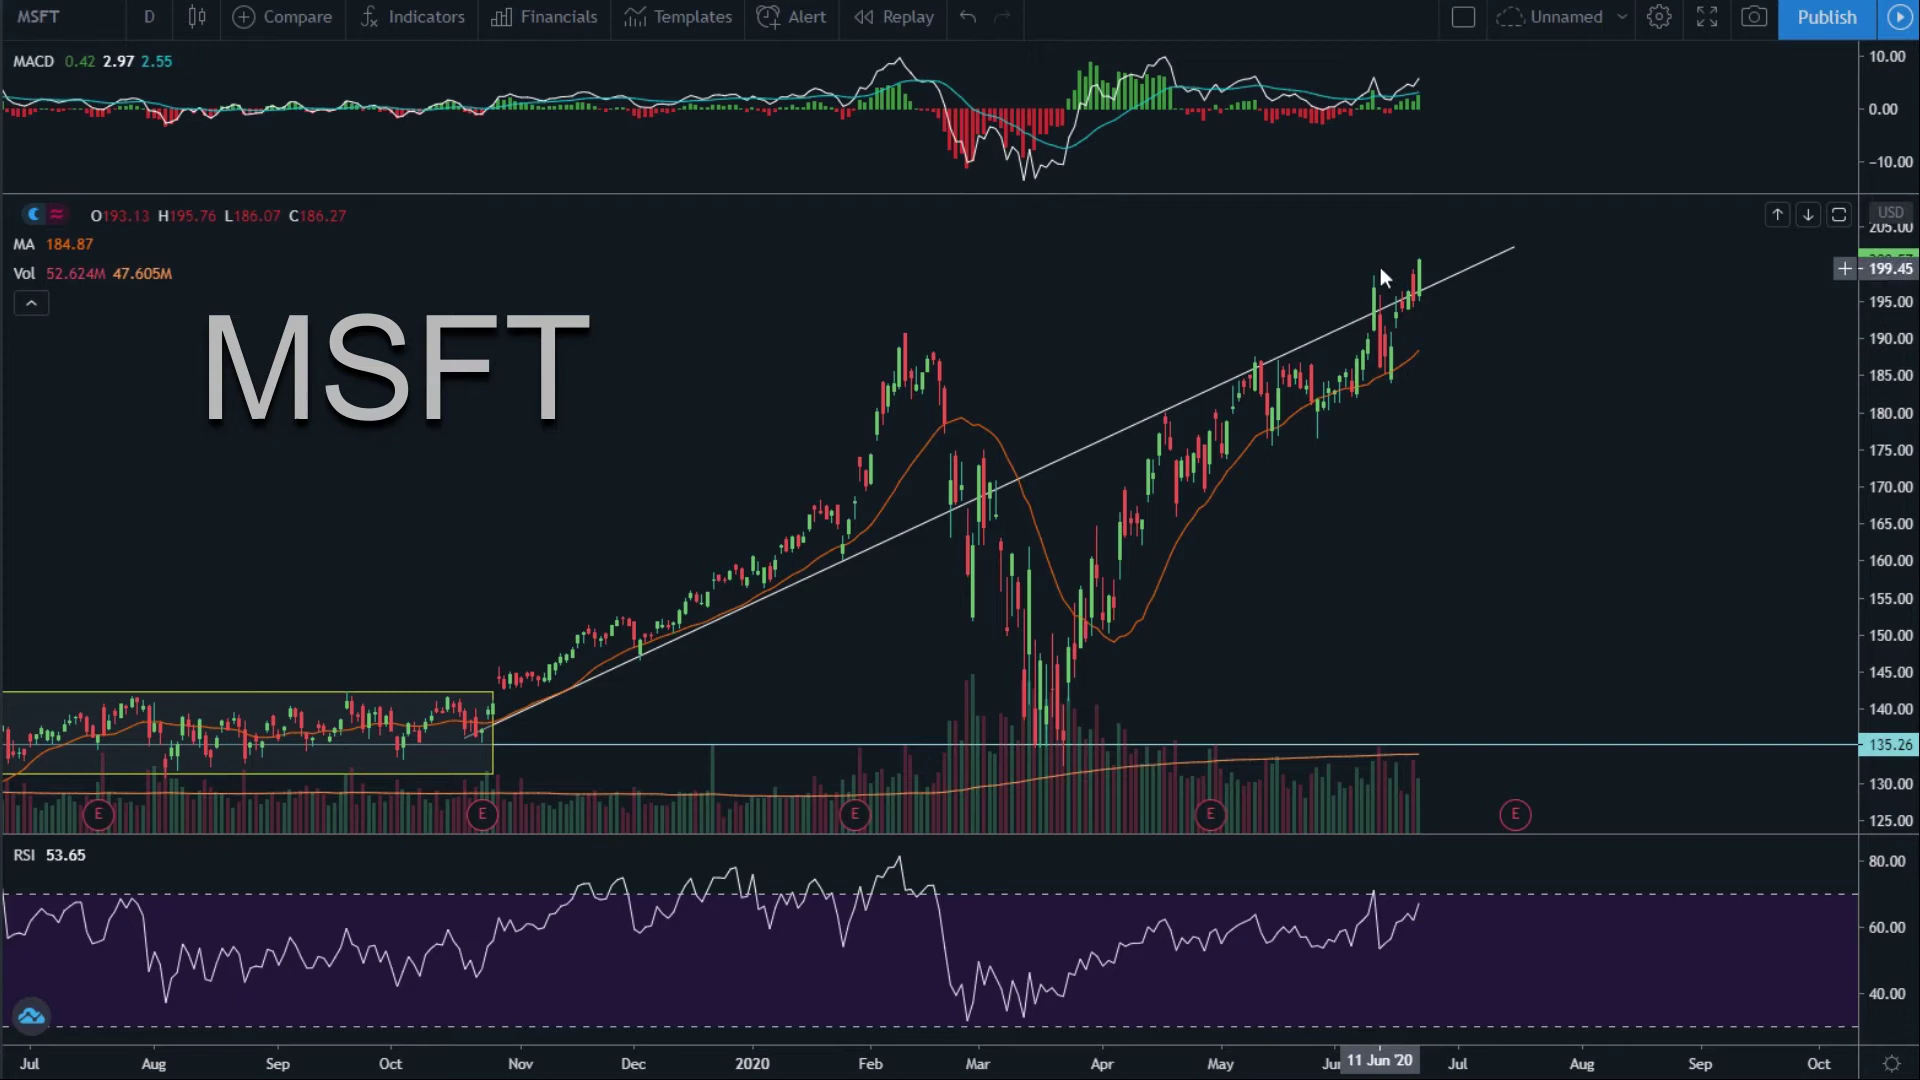 MSFT D Compare Indicators Financials Templates Alert Replay Unnamed Publish
MACD 0.42 2.97 2.55
10.00
0.00
−10.00
O193.13 H195.76 L186.07 C186.27
USD
MA 184.87
Vol 52.624M 47.605M
205.00
199.45
195.00
190.00
185.00
180.00
175.00
170.00
165.00
160.00
155.00
150.00
145.00
140.00
135.26
130.00
125.00
MSFT
E E E E E
RSI 53.65
80.00
60.00
40.00
Jul Aug Sep Oct Nov Dec 2020 Feb Mar Apr May Jun 11 Jun '20 Jul Aug Sep Oct